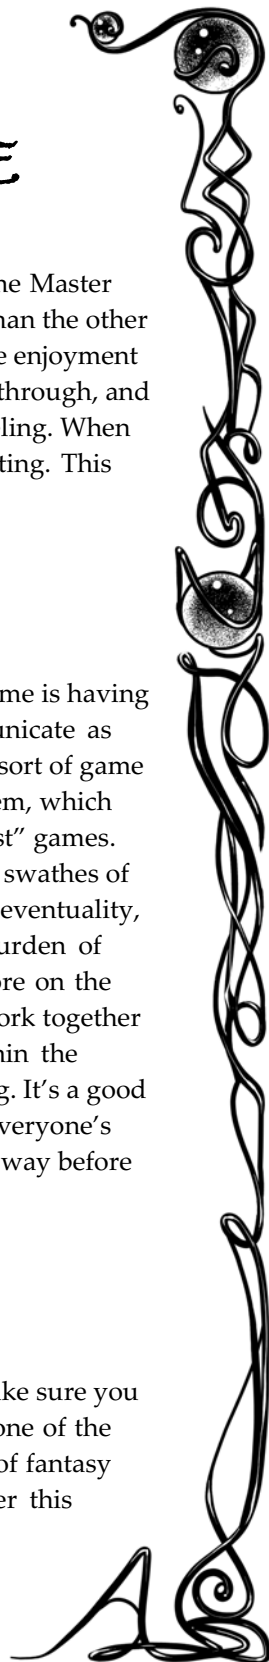 E
he Master
han the other
e enjoyment
through, and
ling. When
ting. This
me is having
unicate as
sort of game
em, which
st” games.
swathes of
eventuality,
urden of
ore on the
ork together
hin the
g. It’s a good
veryone’s
way before
ke sure you
one of the
of fantasy
er this